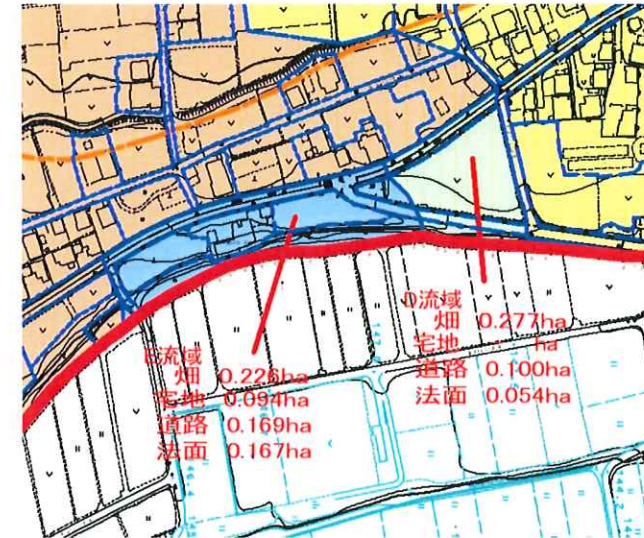 E流域
畑 0.226ha
宅地 0.094ha
道路 0.169ha
法面 0.167ha
D流域
畑 0.277ha
宅地 - ha
道路 0.100ha
法面 0.054ha